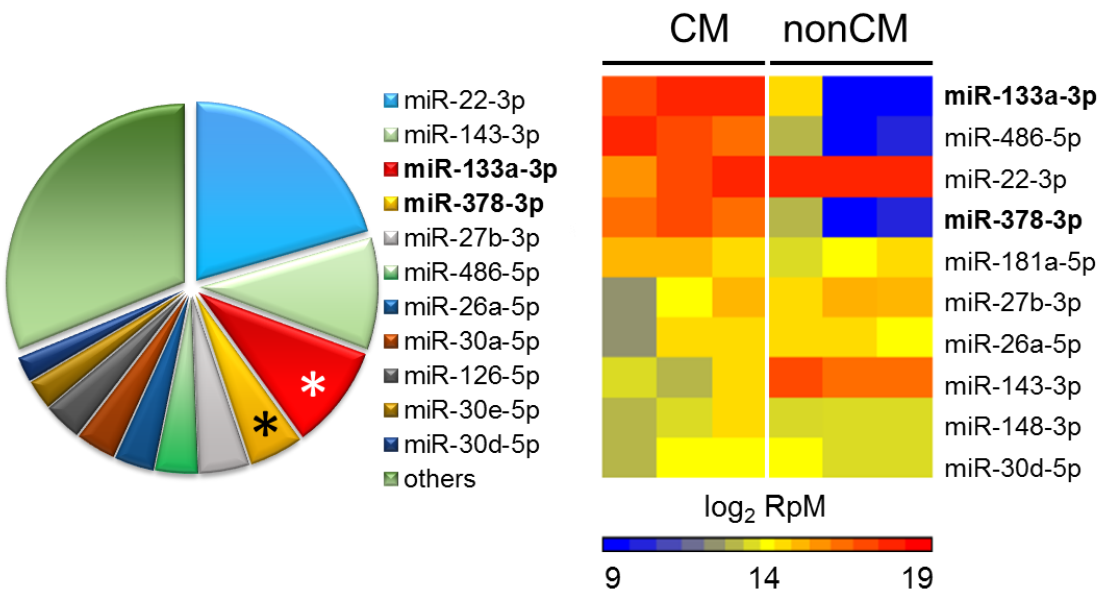 miR-22-3p
miR-143-3p
miR-133a-3p
miR-378-3p
miR-27b-3p
miR-486-5p
miR-26a-5p
miR-30a-5p
miR-126-5p
miR-30e-5p
miR-30d-5p
others
*
*
CM nonCM
miR-133a-3p
miR-486-5p
miR-22-3p
miR-378-3p
miR-181a-5p
miR-27b-3p
miR-26a-5p
miR-143-3p
miR-148-3p
miR-30d-5p
log₂ RpM
9 14 19